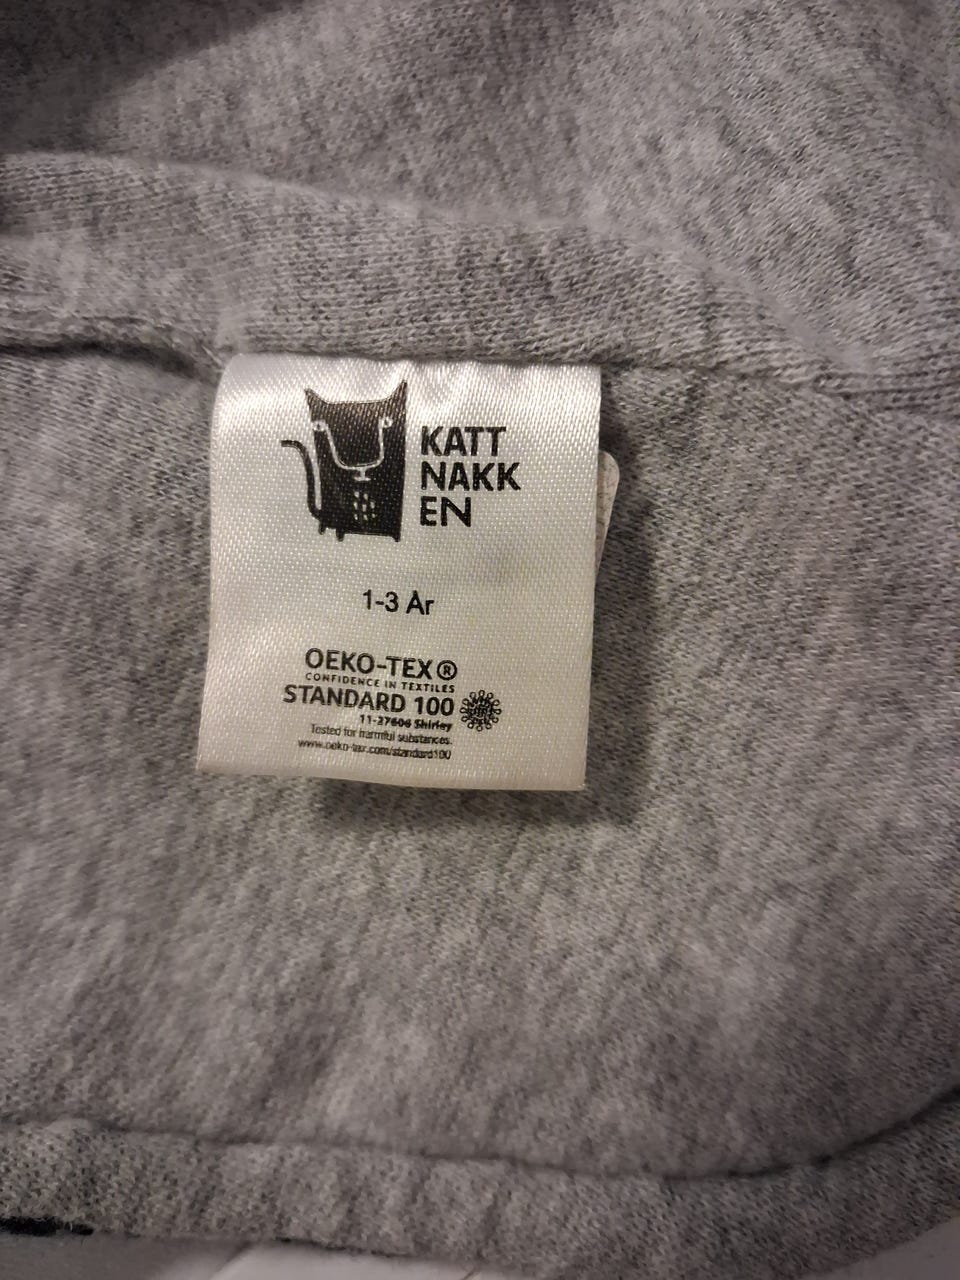 KATT
NAKK
EN
1-3 År
OEKO-TEX®
CONFIDENCE IN TEXTILES
STANDARD 100
11-37606 Shirley
Tested for harmful substances.
www.oeko-tex.com/standard100